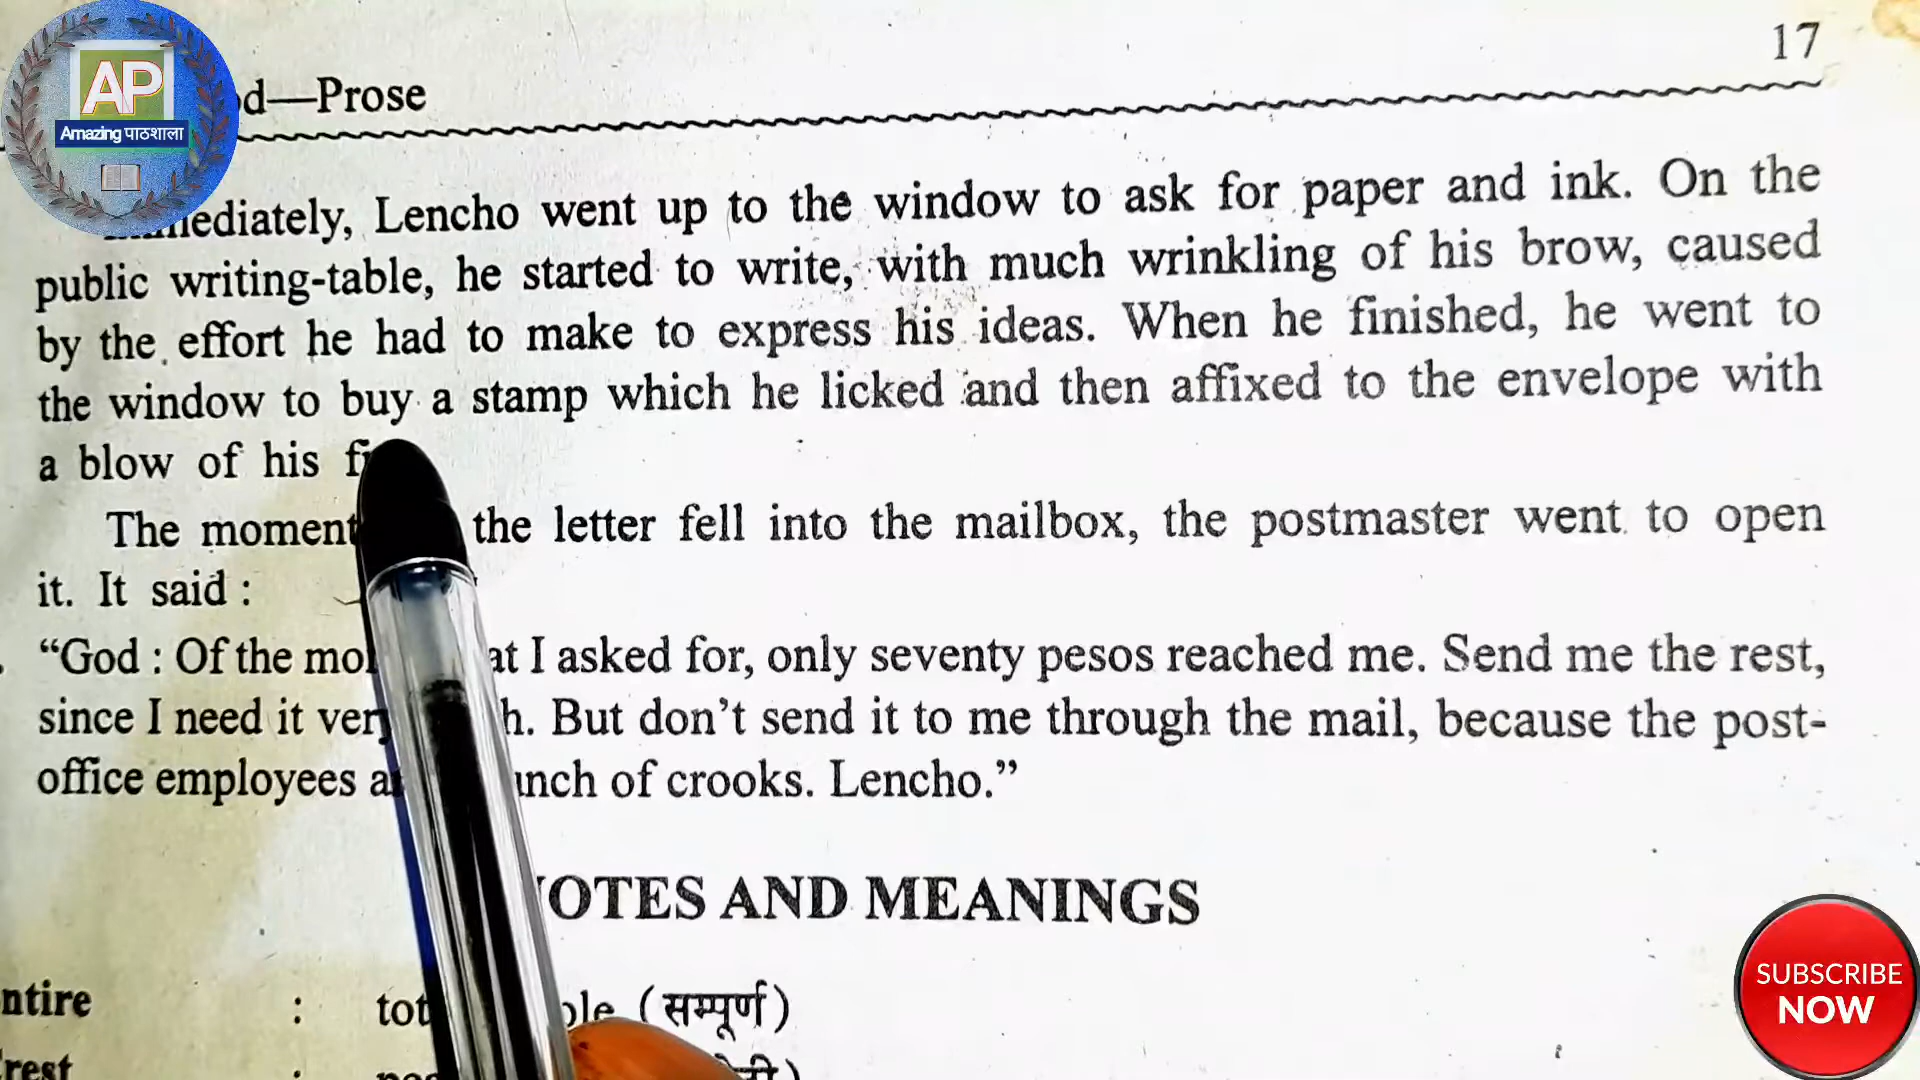 17
AP
Amazing पाठशाला
d—Prose
mediately, Lencho went up to the window to ask for paper and ink. On the
public writing-table, he started to write, with much wrinkling of his brow, caused
by the effort he had to make to express his ideas. When he finished, he went to
the window to buy a stamp which he licked and then affixed to the envelope with
a blow of his
The moment the letter fell into the mailbox, the postmaster went to open
it. It said :
“God : Of the at I asked for, only seventy pesos reached me. Send me the rest,
since I need it h. But don’t send it to me through the mail, because the post-
office employees of crooks. Lencho.”
OTES AND MEANINGS
ntire : (सम्पूर्ण)
rest :
SUBSCRIBE
NOW